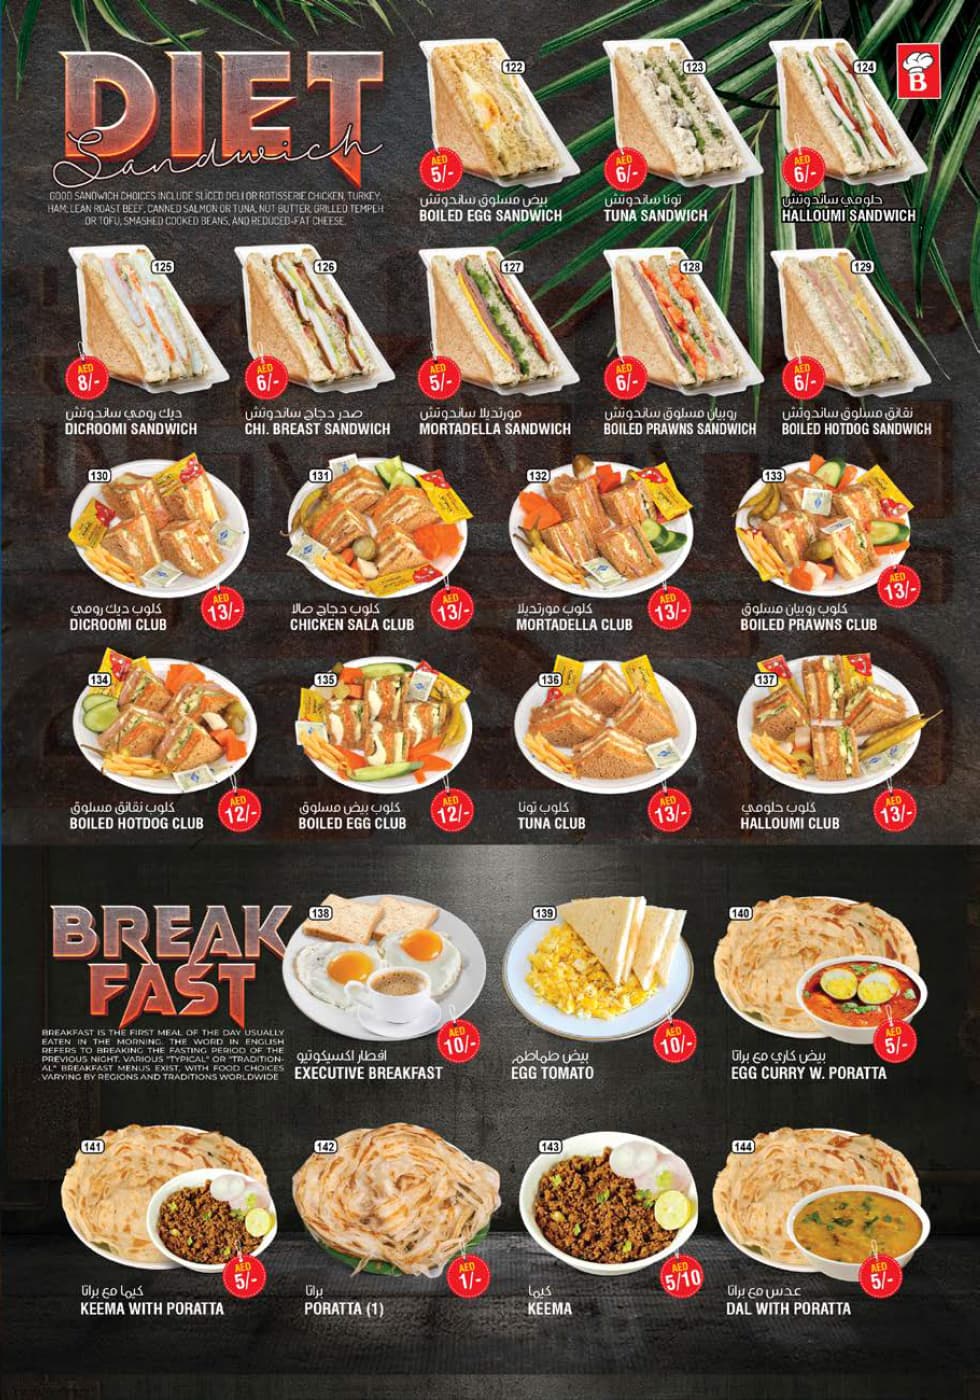 DIET
Sandwich
GOOD SANDWICH CHOICES INCLUDE SLICED DELI OR ROTISSERIE CHICKEN, TURKEY,
HAM, LEAN ROAST BEEF, CANNED SALMON OR TUNA, NUT BUTTER, GRILLED TEMPEH
OR TOFU, SMASHED COOKED BEANS, AND REDUCED-FAT CHEESE.
B
122
AED
5/-
بيض مسلوق ساندوتش
BOILED EGG SANDWICH
123
AED
6/-
تونا ساندوتش
TUNA SANDWICH
124
AED
6/-
حلومي ساندوتش
HALLOUMI SANDWICH
125
AED
8/-
ديك رومي ساندوتش
DICROOMI SANDWICH
126
AED
6/-
صدر دجاج ساندوتش
CHI. BREAST SANDWICH
127
AED
5/-
مورتديلا ساندوتش
MORTADELLA SANDWICH
128
AED
6/-
روبيان مسلوق ساندوتش
BOILED PRAWNS SANDWICH
129
AED
6/-
نقانق مسلوق ساندوتش
BOILED HOTDOG SANDWICH
130
AED
13/-
كلوب ديك رومي
DICROOMI CLUB
131
AED
13/-
كلوب دجاج صالا
CHICKEN SALA CLUB
132
AED
13/-
كلوب مورتديلا
MORTADELLA CLUB
133
AED
13/-
كلوب روبيان مسلوق
BOILED PRAWNS CLUB
134
AED
12/-
كلوب نقانق مسلوق
BOILED HOTDOG CLUB
135
AED
12/-
كلوب بيض مسلوق
BOILED EGG CLUB
136
AED
13/-
كلوب تونا
TUNA CLUB
137
AED
13/-
كلوب حلومي
HALLOUMI CLUB
BREAK
FAST
BREAKFAST IS THE FIRST MEAL OF THE DAY USUALLY
EATEN IN THE MORNING. THE WORD IN ENGLISH
REFERS TO BREAKING THE FASTING PERIOD OF THE
PREVIOUS NIGHT. VARIOUS "TYPICAL" OR "TRADITION-
AL" BREAKFAST MENUS EXIST, WITH FOOD CHOICES
VARYING BY REGIONS AND TRADITIONS WORLDWIDE
138
AED
10/-
افطار اكسيكوتيو
EXECUTIVE BREAKFAST
139
AED
10/-
بيض طماطم
EGG TOMATO
140
AED
5/-
بيض كاري مع براتا
EGG CURRY W. PORATTA
141
AED
5/-
كيما مع براتا
KEEMA WITH PORATTA
142
AED
1/-
براتا
PORATTA (1)
143
AED
5/10
كيما
KEEMA
144
AED
5/-
عدس مع براتا
DAL WITH PORATTA